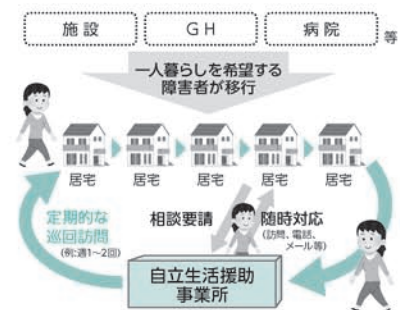 施設 GH 病院 等
一人暮らしを希望する
障害者が移行
居宅 居宅 居宅 居宅 居宅
定期的な
巡回訪問
(例:週1～2回)
相談要請
随時対応
(訪問、電話、
メール等)
自立生活援助
事業所